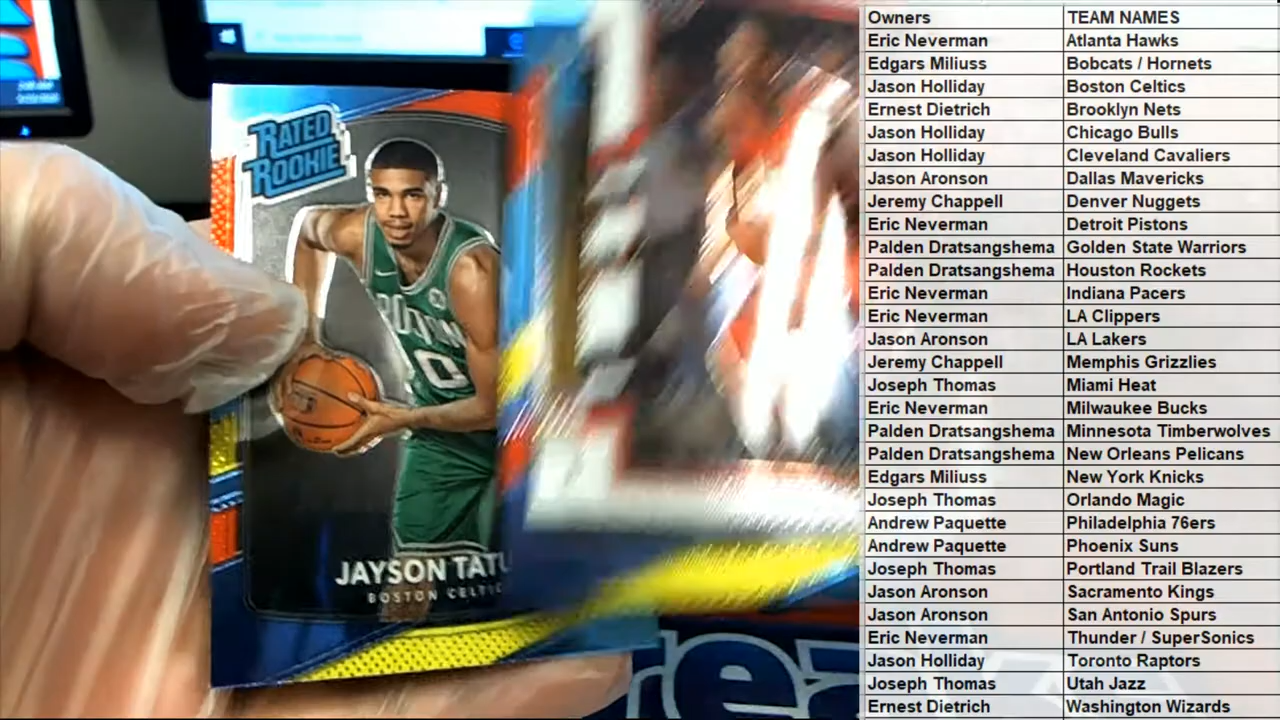 RATED
ROOKIE
JAYSON
BOSTON
Owners TEAM NAMES
Eric Neverman Atlanta Hawks
Edgars Miliuss Bobcats / Hornets
Jason Holliday Boston Celtics
Ernest Dietrich Brooklyn Nets
Jason Holliday Chicago Bulls
Jason Holliday Cleveland Cavaliers
Jason Aronson Dallas Mavericks
Jeremy Chappell Denver Nuggets
Eric Neverman Detroit Pistons
Palden Dratsangshema Golden State Warriors
Palden Dratsangshema Houston Rockets
Eric Neverman Indiana Pacers
Eric Neverman LA Clippers
Jason Aronson LA Lakers
Jeremy Chappell Memphis Grizzlies
Joseph Thomas Miami Heat
Eric Neverman Milwaukee Bucks
Palden Dratsangshema Minnesota Timberwolves
Palden Dratsangshema New Orleans Pelicans
Edgars Miliuss New York Knicks
Joseph Thomas Orlando Magic
Andrew Paquette Philadelphia 76ers
Andrew Paquette Phoenix Suns
Joseph Thomas Portland Trail Blazers
Jason Aronson Sacramento Kings
Jason Aronson San Antonio Spurs
Eric Neverman Thunder / SuperSonics
Jason Holliday Toronto Raptors
Joseph Thomas Utah Jazz
Ernest Dietrich Washington Wizards